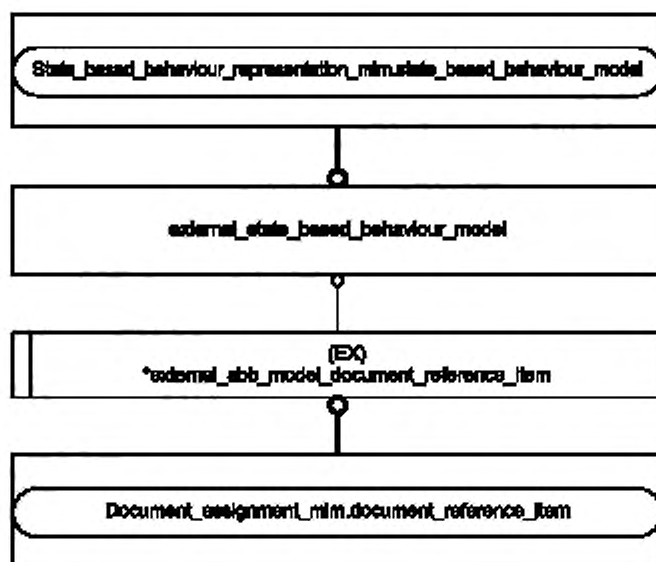 State_based_behaviour_representation_mim.state_based_behaviour_model
external_state_based_behaviour_model
(EX)
*external_sbb_model_document_reference_item
Document_assignment_mim.document_reference_item